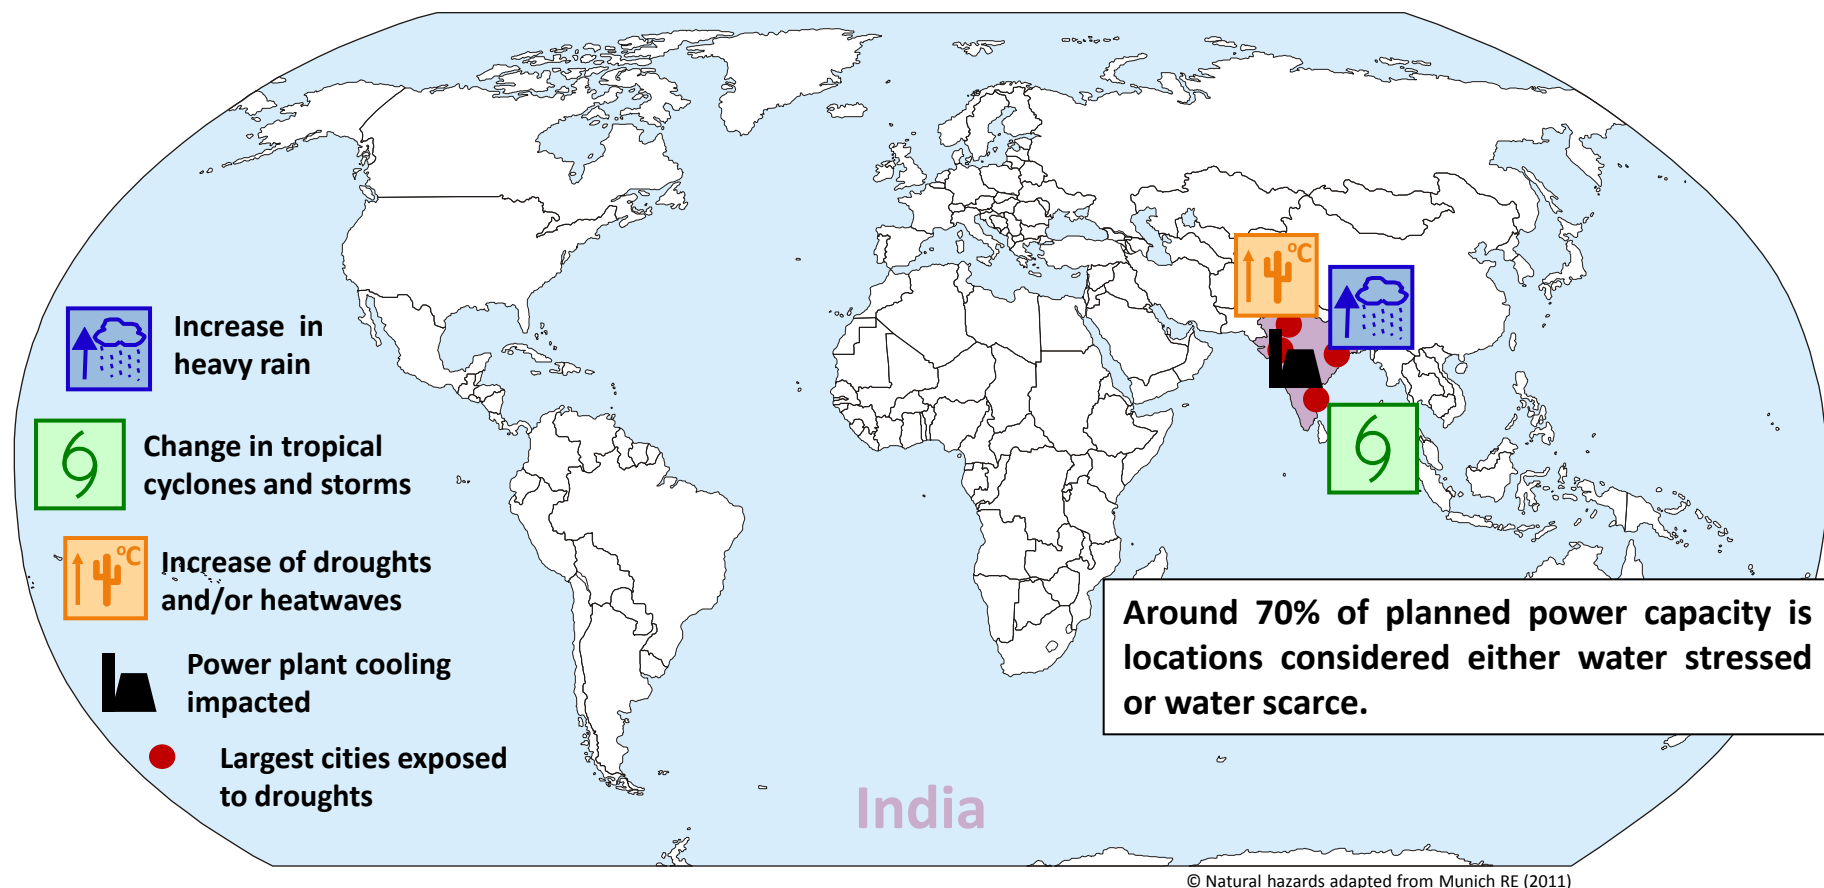 Increase in
heavy rain
Change in tropical
cyclones and storms
°C
Increase of droughts
and/or heatwaves
Power plant cooling
impacted
Largest cities exposed
to droughts
°C
Around 70% of planned power capacity is
locations considered either water stressed
or water scarce.
India
© Natural hazards adapted from Munich RE (2011)